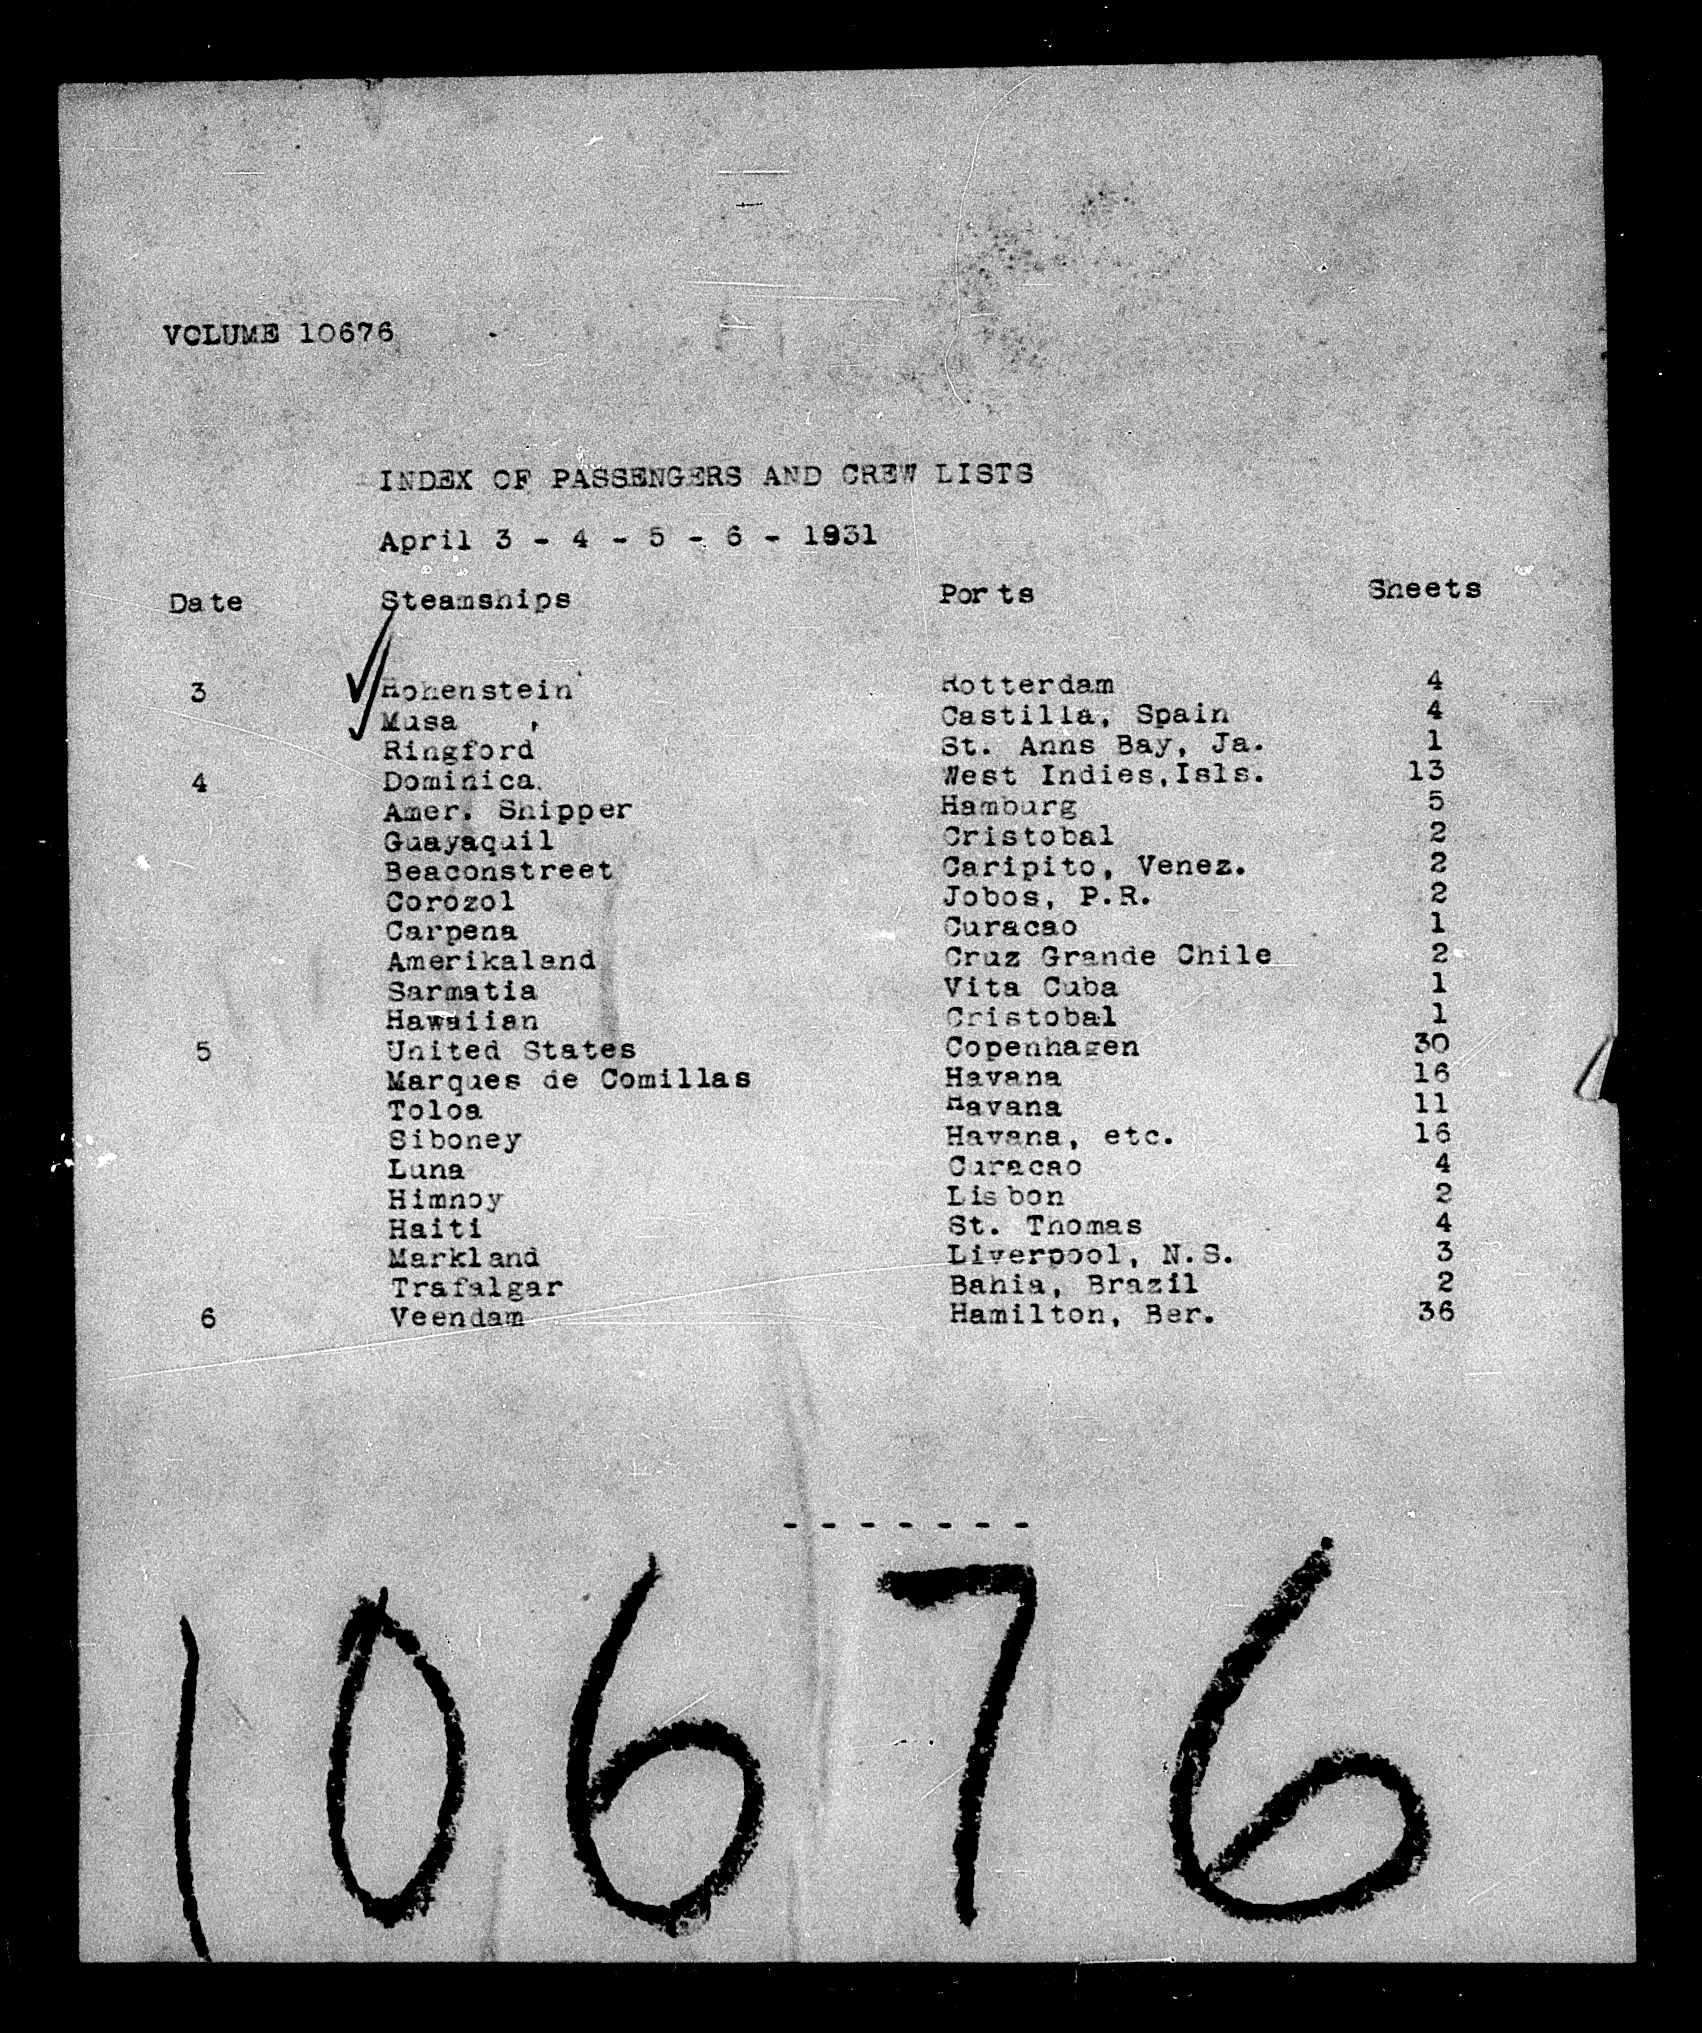 VOLUME 10676
INDEX OF PASSENGERS AND CREW LISTS
April 3 - 4 - 5 - 6 - 1931
Date Steamships Ports Sheets
3 Hohenstein Rotterdam 4
Musa Castilla, Spain 4
Ringford St. Anns Bay, Ja. 1
4 Dominica West Indies,Isls. 13
Amer. Shipper Hamburg 5
Guayaquil Cristobal 2
Beaconstreet Caripito, Venez. 2
Corozol Jobos, P.R. 2
Carpena Curacao 1
Amerikaland Cruz Grande Chile 2
Sarmatia Vita Cuba 1
Hawaiian Cristobal 1
5 United States Copenhagen 30
Marques de Comillas Havana 16
Toloa Havana 11
Siboney Havana, etc. 16
Luna Curacao 4
Himnoy Lisbon 2
Haiti St. Thomas 4
Markland Liverpool, N.S. 3
Trafalgar Bahia, Brazil 2
6 Veendam Hamilton, Ber. 36
- - - - - - -
10676